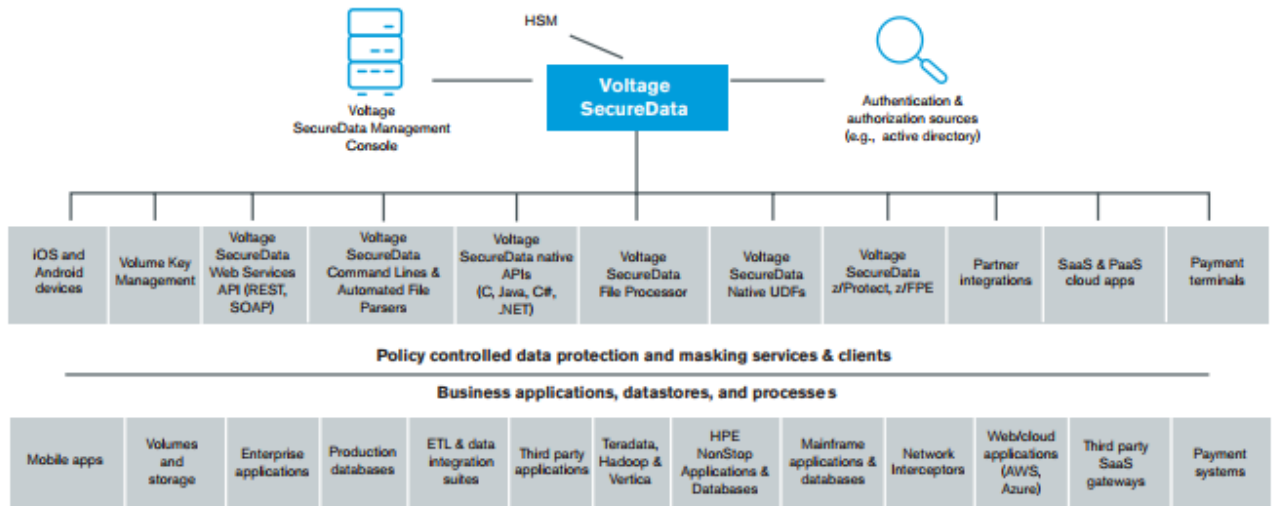 HSM
Voltage
SecureData
Voltage
SecureData Management
Console
Authentication &
authorization sources
(e.g., active directory)
iOS and
Android
devices
Volume Key
Management
Voltage
SecureData
Web Services
API (REST,
SOAP)
Voltage
SecureData
Command Lines &
Automated File
Parsers
Voltage
SecureData native
APIs
(C, Java, C#,
.NET)
Voltage
SecureData
File Processor
Voltage
SecureData
Native UDFs
Voltage
SecureData
z/Protect, z/FPE
Partner
integrations
SaaS & PaaS
cloud apps
Payment
terminals
Policy controlled data protection and masking services & clients
Business applications, datastores, and processes
Mobile apps
Volumes
and
storage
Enterprise
applications
Production
databases
ETL & data
integration
suites
Third party
applications
Teradata,
Hadoop &
Vertica
HPE
NonStop
Applications &
Databases
Mainframe
applications &
databases
Network
Interceptors
Web/cloud
applications
(AWS,
Azure)
Third party
SaaS
gateways
Payment
systems